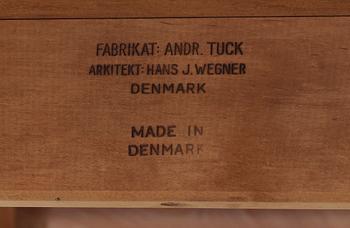 FABRIKAT: ANDR. TUCK
ARKITEKT: HANS J. WEGNER
DENMARK
MADE IN
DENMARK